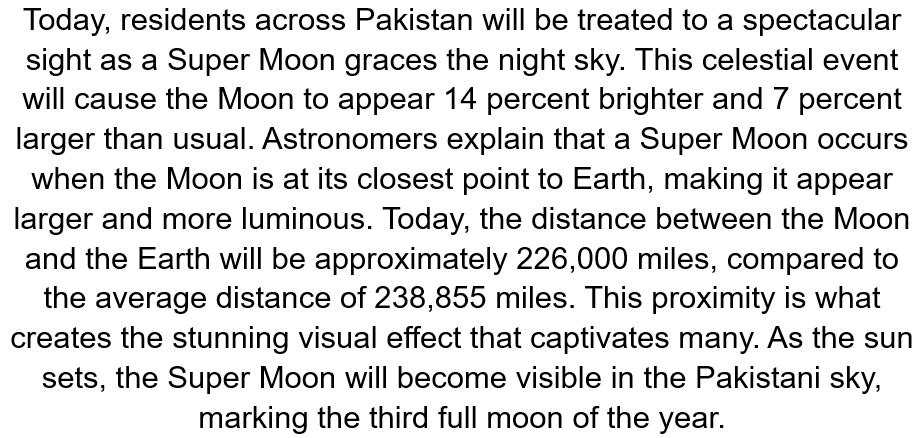 Today, residents across Pakistan will be treated to a spectacular
sight as a Super Moon graces the night sky. This celestial event
will cause the Moon to appear 14 percent brighter and 7 percent
larger than usual. Astronomers explain that a Super Moon occurs
when the Moon is at its closest point to Earth, making it appear
larger and more luminous. Today, the distance between the Moon
and the Earth will be approximately 226,000 miles, compared to
the average distance of 238,855 miles. This proximity is what
creates the stunning visual effect that captivates many. As the sun
sets, the Super Moon will become visible in the Pakistani sky,
marking the third full moon of the year.